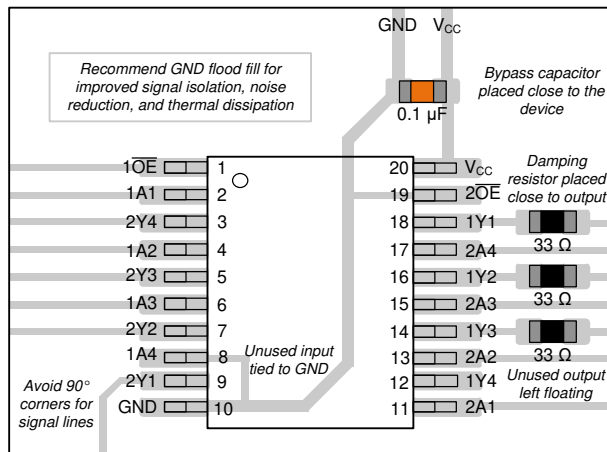 GND VCC
Recommend GND flood fill for
improved signal isolation, noise
reduction, and thermal dissipation
Bypass capacitor
placed close to the
device
0.1 µF
1O̅E̅ 1 20 VCC
Damping
resistor placed
close to output
1A1 2 19 2O̅E̅
2Y4 3 18 1Y1
33 Ω
1A2 4 17 2A4
2Y3 5 16 1Y2
33 Ω
1A3 6 15 2A3
2Y2 7 14 1Y3
33 Ω
1A4 8 13 2A2
Unused input
tied to GND
2Y1 9 12 1Y4
Unused output
left floating
Avoid 90°
corners for
signal lines
GND 10 11 2A1